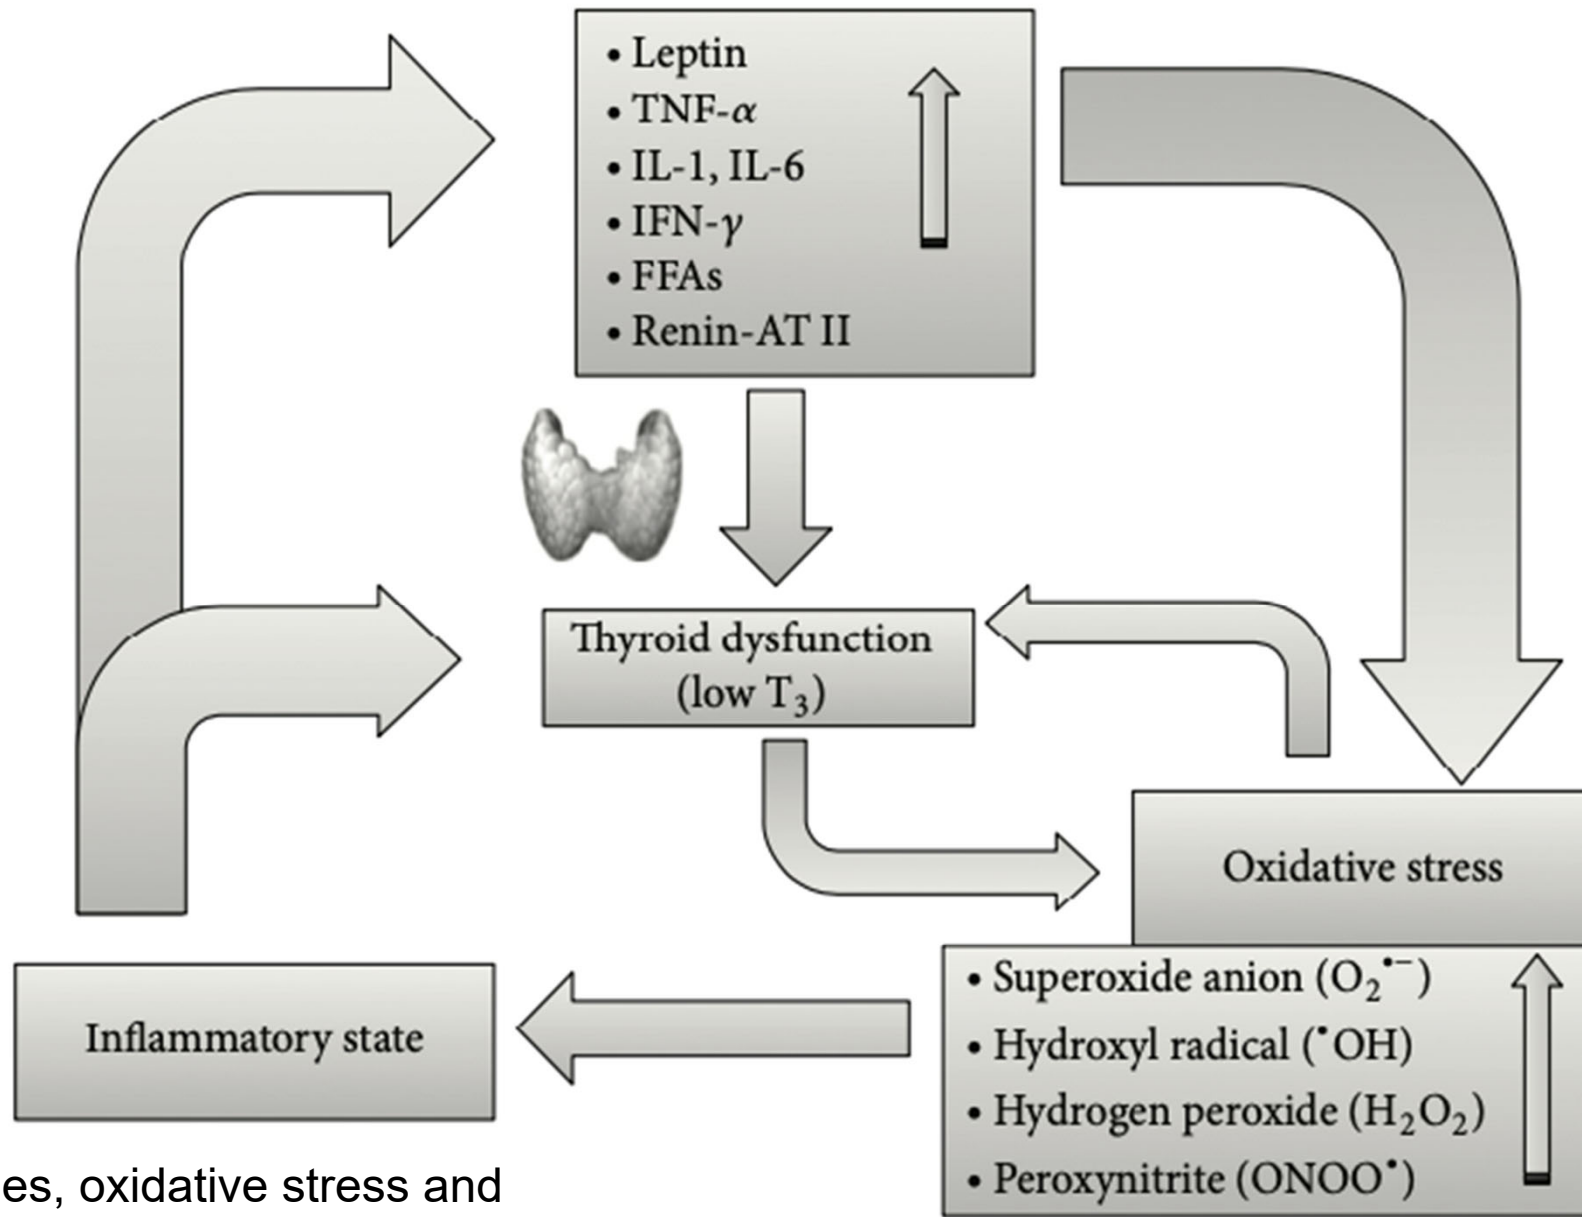 • Leptin
• TNF-α
• IL-1, IL-6
• IFN-γ
• FFAs
• Renin-AT II
Thyroid dysfunction
(low T₃)
Oxidative stress
• Superoxide anion (O₂•−)
• Hydroxyl radical (•OH)
• Hydrogen peroxide (H₂O₂)
• Peroxynitrite (ONOO•)
Inflammatory state
es, oxidative stress and